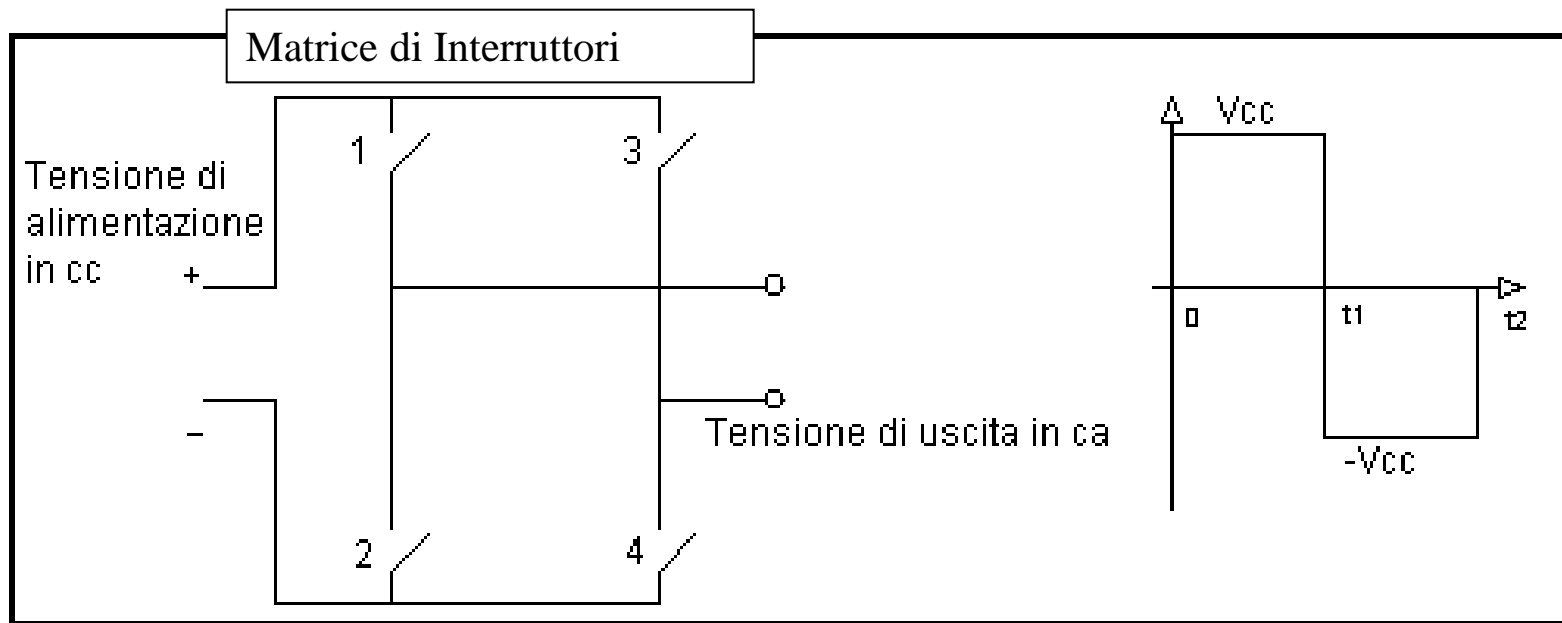 Matrice di Interruttori
1
3
Tensione di
alimentazione
in cc
+
−
Tensione di uscita in ca
2
4
Vcc
0
t1
t2
-Vcc